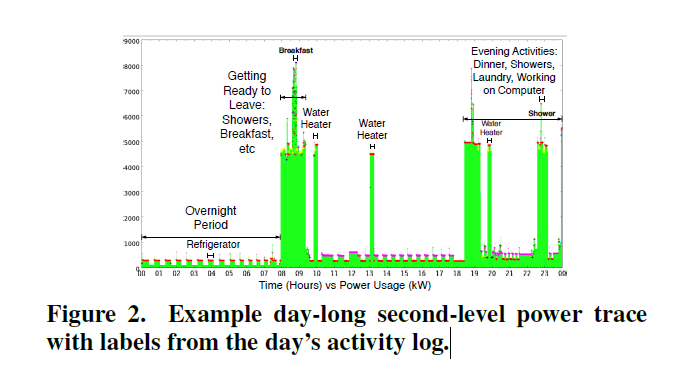 9000
Breakfast
Evening Activities:
Dinner, Showers,
Laundry, Working
on Computer
8000
Getting
Ready to
Leave:
Showers,
Breakfast,
etc
7000
6000
Water
Heater
Water
Heater
Shower
Water
Heater
5000
4000
3000
2000
Overnight
Period
1000
Refrigerator
0
01 02 03 04 05 06 07 08 09 10 11 12 13 14 15 16 17 18 19 20 21 22
Time (Hours) vs Power Usage (kW)
Figure 2. Example day-long second-level power trace
with labels from the day's activity log.